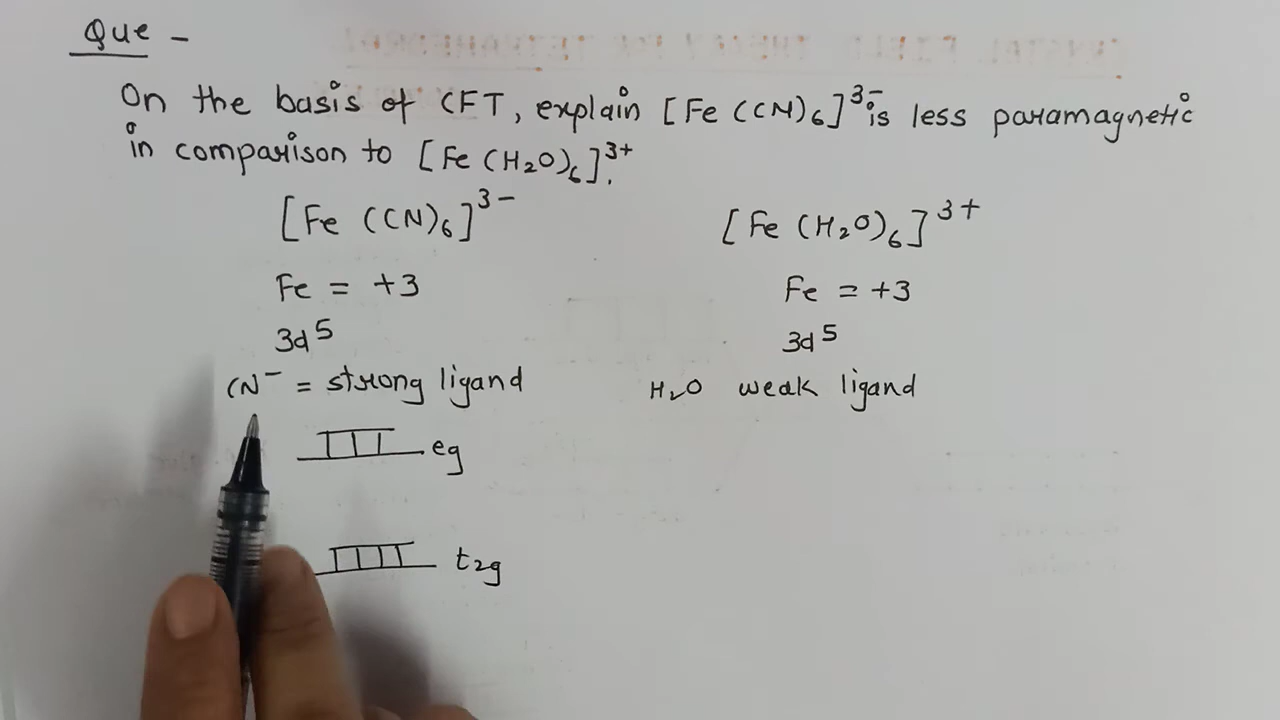 Que -
On the basis of CFT, explain [Fe(CN)₆]³⁻ is less paramagnetic
in comparison to [Fe(H₂O)₆]³⁺.
[Fe(CN)₆]³⁻
[Fe(H₂O)₆]³⁺
Fe = +3
Fe = +3
3d⁵
3d⁵
CN⁻ = strong ligand
H₂O weak ligand
eg
t₂g